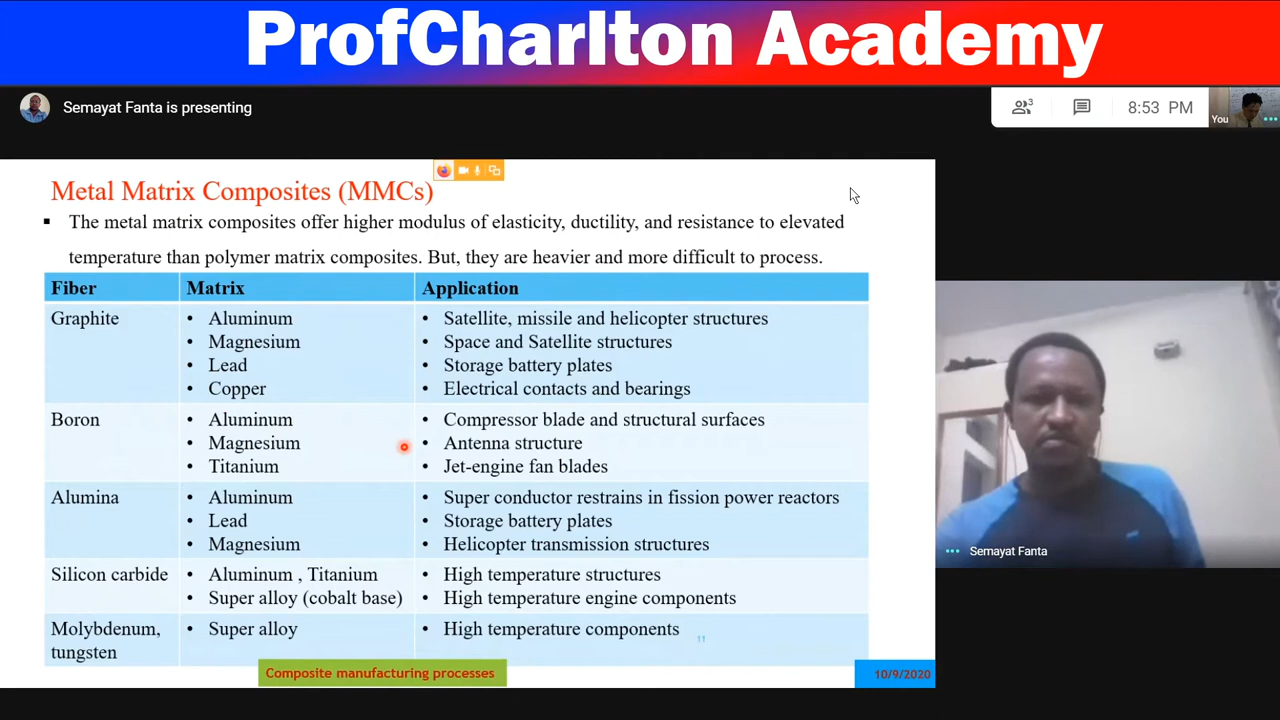 ProfCharlton Academy
Semayat Fanta is presenting
3
8:53 PM
You
Metal Matrix Composites (MMCs)
▪ The metal matrix composites offer higher modulus of elasticity, ductility, and resistance to elevated
temperature than polymer matrix composites. But, they are heavier and more difficult to process.
Fiber Matrix Application
Graphite • Aluminum • Satellite, missile and helicopter structures
• Magnesium • Space and Satellite structures
• Lead • Storage battery plates
• Copper • Electrical contacts and bearings
Boron • Aluminum • Compressor blade and structural surfaces
• Magnesium • Antenna structure
• Titanium • Jet-engine fan blades
Alumina • Aluminum • Super conductor restrains in fission power reactors
• Lead • Storage battery plates
• Magnesium • Helicopter transmission structures
Silicon carbide • Aluminum , Titanium • High temperature structures
• Super alloy (cobalt base) • High temperature engine components
Molybdenum, • Super alloy • High temperature components
tungsten
"
Composite manufacturing processes
10/9/2020
Semayat Fanta